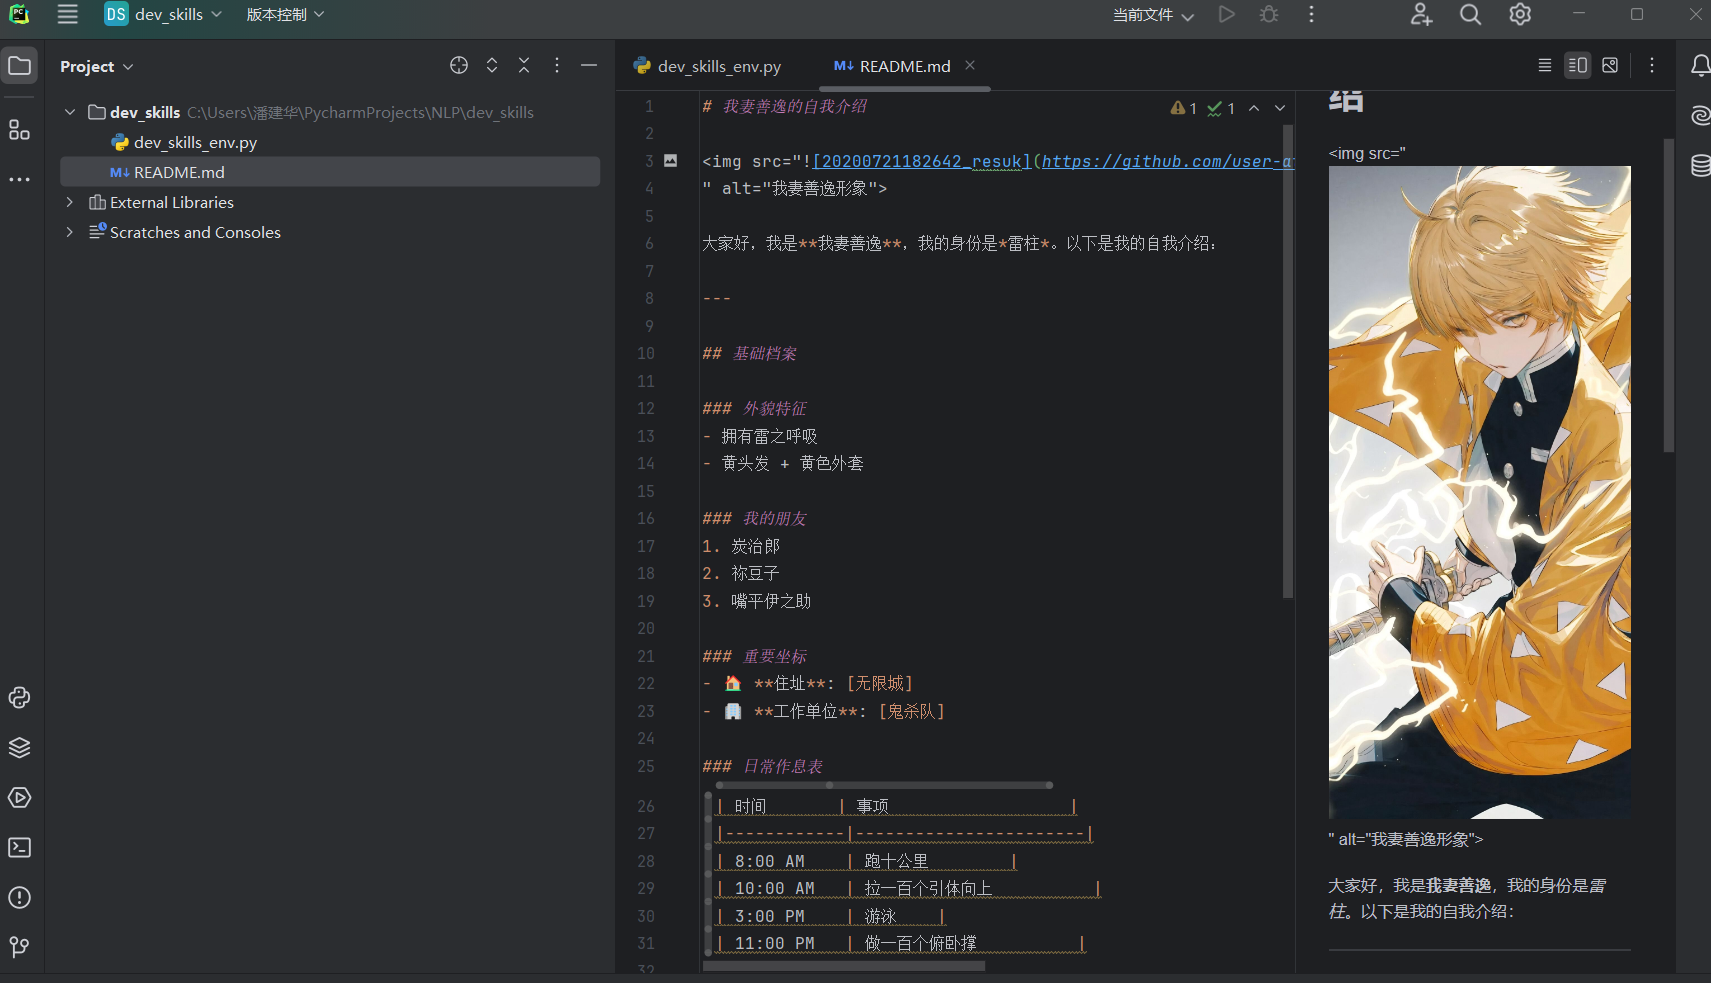 PC
DS dev_skills 版本控制 当前文件
Project
dev_skills C:\Users\潘建华\PycharmProjects\NLP\dev_skills
dev_skills_env.py
M↓ README.md
External Libraries
Scratches and Consoles
dev_skills_env.py M↓ README.md
1 # 我妻善逸的自我介绍
1 1
2
3 <img src="![20200721182642_resuk](https://github.com/user-at
4 " alt="我妻善逸形象">
5
6 大家好，我是**我妻善逸**，我的身份是*雷柱*。以下是我的自我介绍：
7
8 ---
9
10 ## 基础档案
11
12 ### 外貌特征
13 - 拥有雷之呼吸
14 - 黄头发 + 黄色外套
15
16 ### 我的朋友
17 1. 炭治郎
18 2. 祢豆子
19 3. 嘴平伊之助
20
21 ### 重要坐标
22 - 🏠 **住址**: [无限城]
23 - 🏢 **工作单位**: [鬼杀队]
24
25 ### 日常作息表
26 | 时间 | 事项 |
27 |------------|-----------------------|
28 | 8:00 AM | 跑十公里 |
29 | 10:00 AM | 拉一百个引体向上 |
30 | 3:00 PM | 游泳 |
31 | 11:00 PM | 做一百个俯卧撑 |
32
绍
<img src="
" alt="我妻善逸形象">
大家好，我是我妻善逸，我的身份是雷
柱。以下是我的自我介绍：